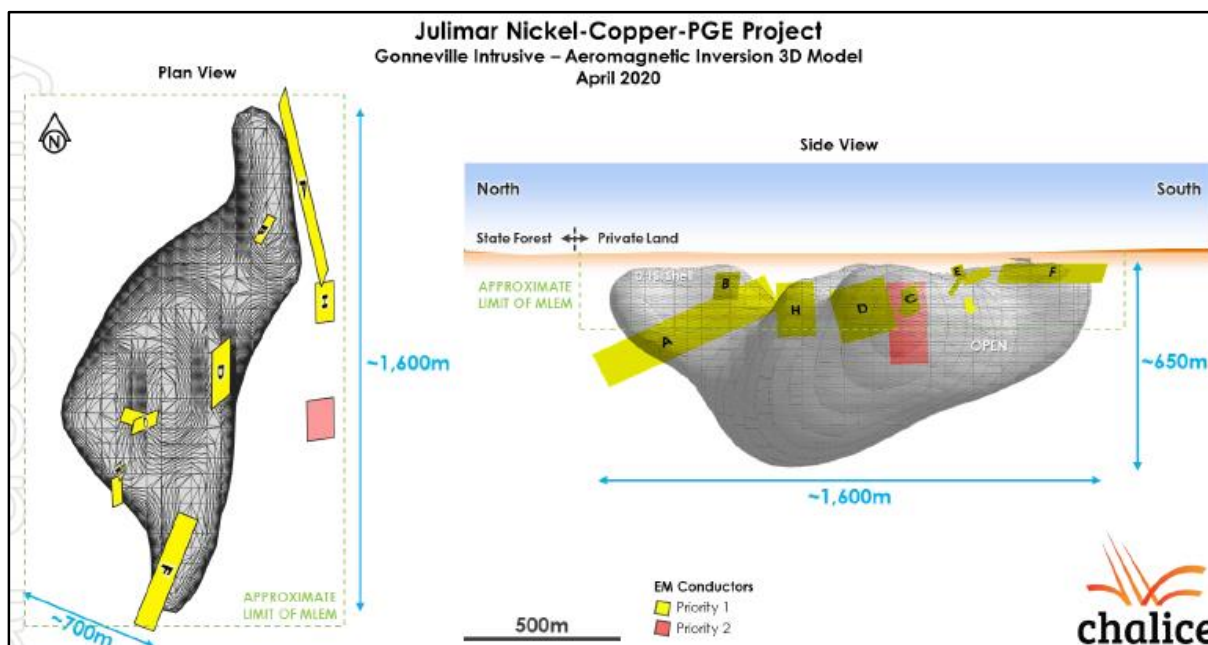 Julimar Nickel-Copper-PGE Project
Gonneville Intrusive – Aeromagnetic Inversion 3D Model
April 2020
Plan View
N
H
D
F
~1,600m
APPROXIMATE
LIMIT OF MLEM
~700m
Side View
North
South
State Forest
Private Land
APPROXIMATE
LIMIT OF MLEM
B
A
H
D
C
E
F
OPEN
~650m
~1,600m
EM Conductors
Priority 1
Priority 2
500m
chalice